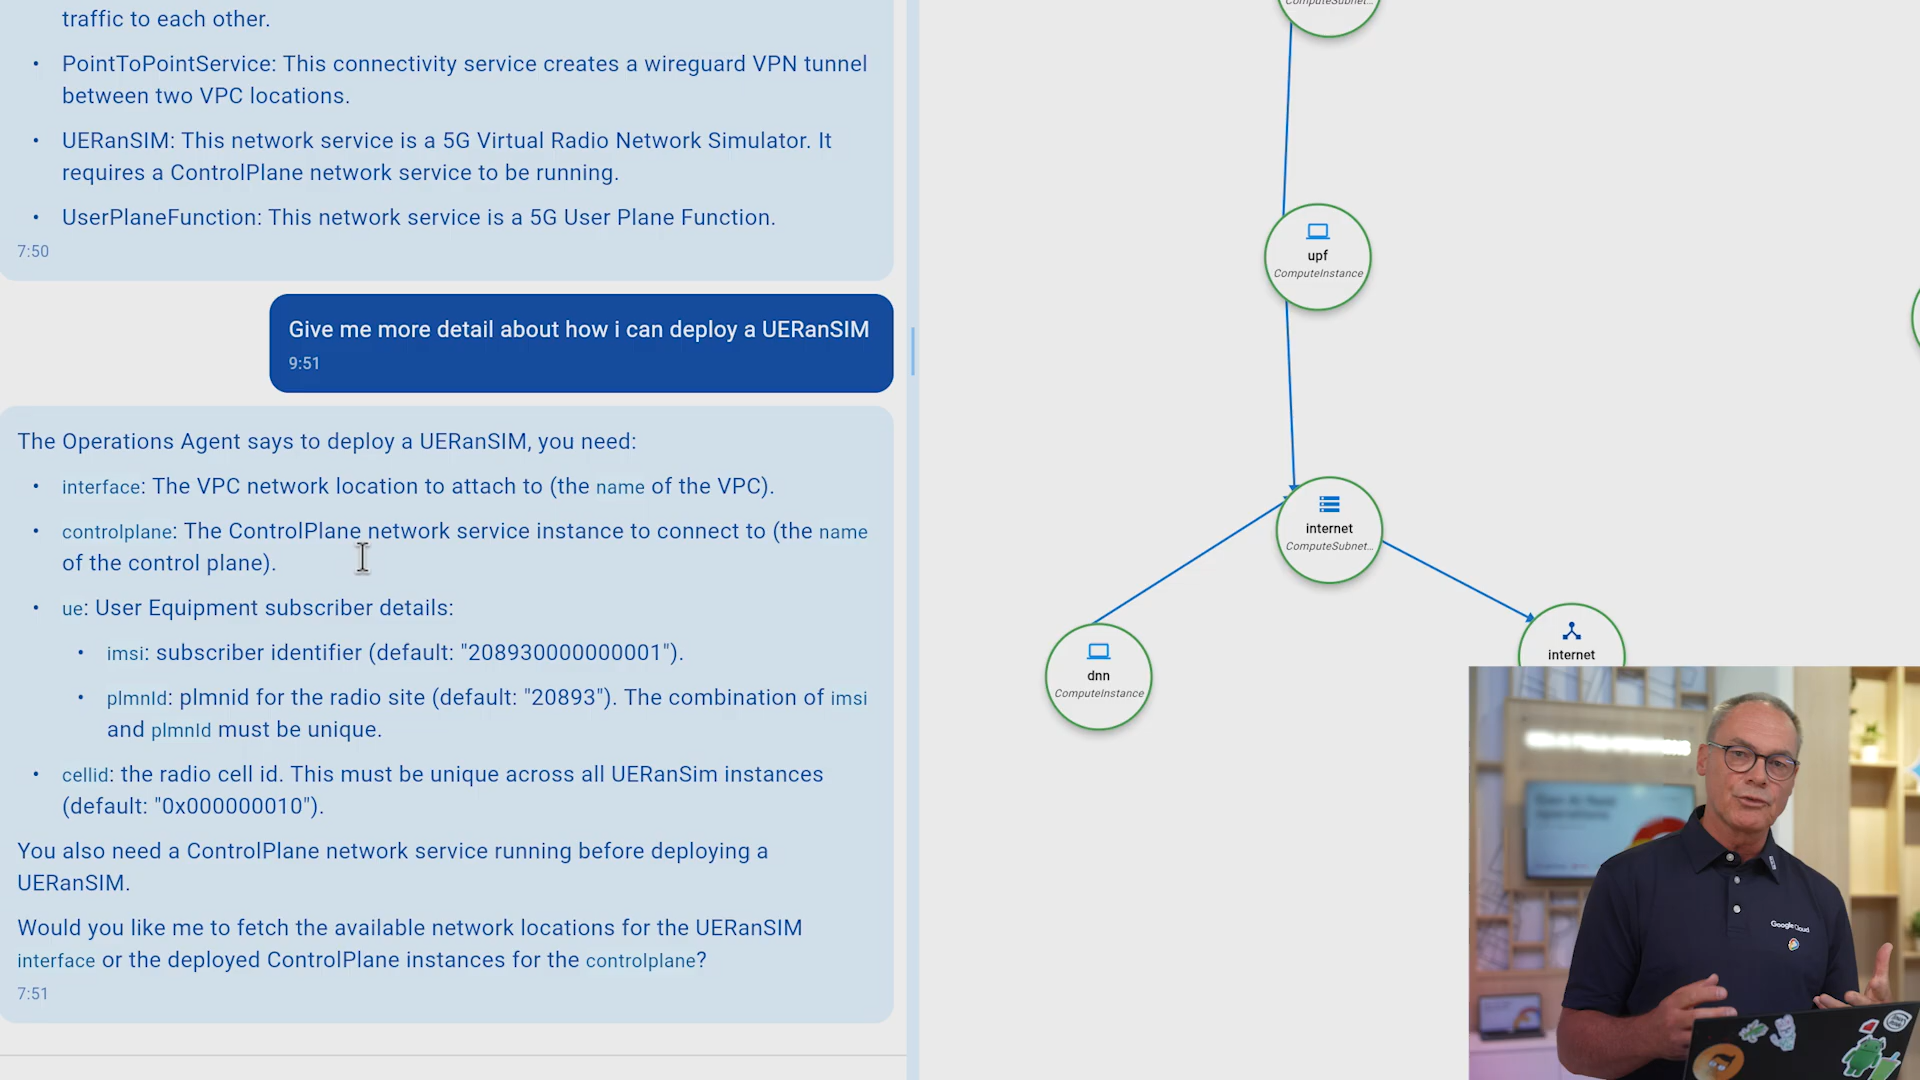 traffic to each other.
• PointToPointService: This connectivity service creates a wireguard VPN tunnel
between two VPC locations.
• UERanSIM: This network service is a 5G Virtual Radio Network Simulator. It
requires a ControlPlane network service to be running.
• UserPlaneFunction: This network service is a 5G User Plane Function.
7:50
Give me more detail about how i can deploy a UERanSIM
9:51
The Operations Agent says to deploy a UERanSIM, you need:
• interface: The VPC network location to attach to (the name of the VPC).
• controlplane: The ControlPlane network service instance to connect to (the name
of the control plane).
• ue: User Equipment subscriber details:
• imsi: subscriber identifier (default: "208930000000001").
• plmnId: plmnid for the radio site (default: "20893"). The combination of imsi
and plmnId must be unique.
• cellid: the radio cell id. This must be unique across all UERanSim instances
(default: "0x000000010").
You also need a ControlPlane network service running before deploying a
UERanSIM.
Would you like me to fetch the available network locations for the UERanSIM
interface or the deployed ControlPlane instances for the controlplane?
7:51
ComputeSubnet...
upf
ComputeInstance
internet
ComputeSubnet...
dnn
ComputeInstance
internet
Google Cloud